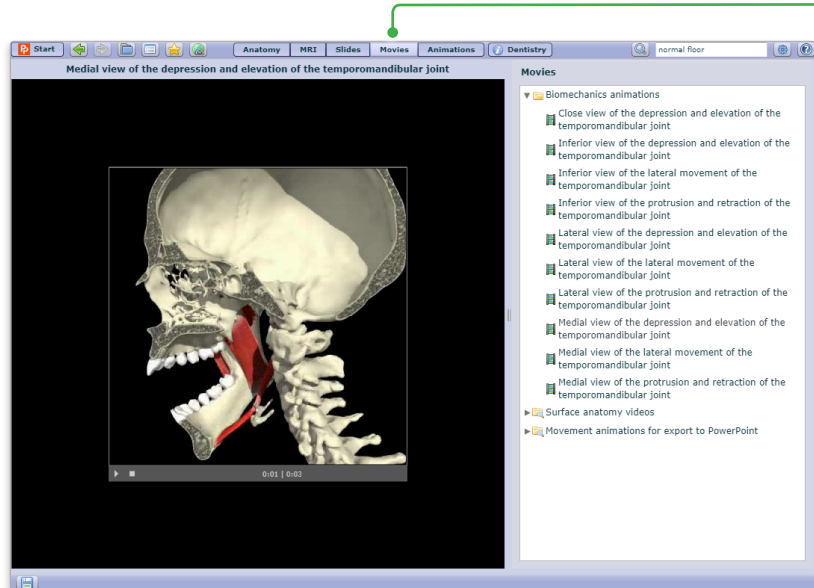 Start
Anatomy MRI Slides Movies Animations Dentistry
normal floor
Medial view of the depression and elevation of the temporomandibular joint
0:01 | 0:03
Movies
Biomechanics animations
Close view of the depression and elevation of the
temporomandibular joint
Inferior view of the depression and elevation of the
temporomandibular joint
Inferior view of the lateral movement of the
temporomandibular joint
Inferior view of the protrusion and retraction of the
temporomandibular joint
Lateral view of the depression and elevation of the
temporomandibular joint
Lateral view of the lateral movement of the
temporomandibular joint
Lateral view of the protrusion and retraction of the
temporomandibular joint
Medial view of the depression and elevation of the
temporomandibular joint
Medial view of the lateral movement of the
temporomandibular joint
Medial view of the protrusion and retraction of the
temporomandibular joint
Surface anatomy videos
Movement animations for export to PowerPoint